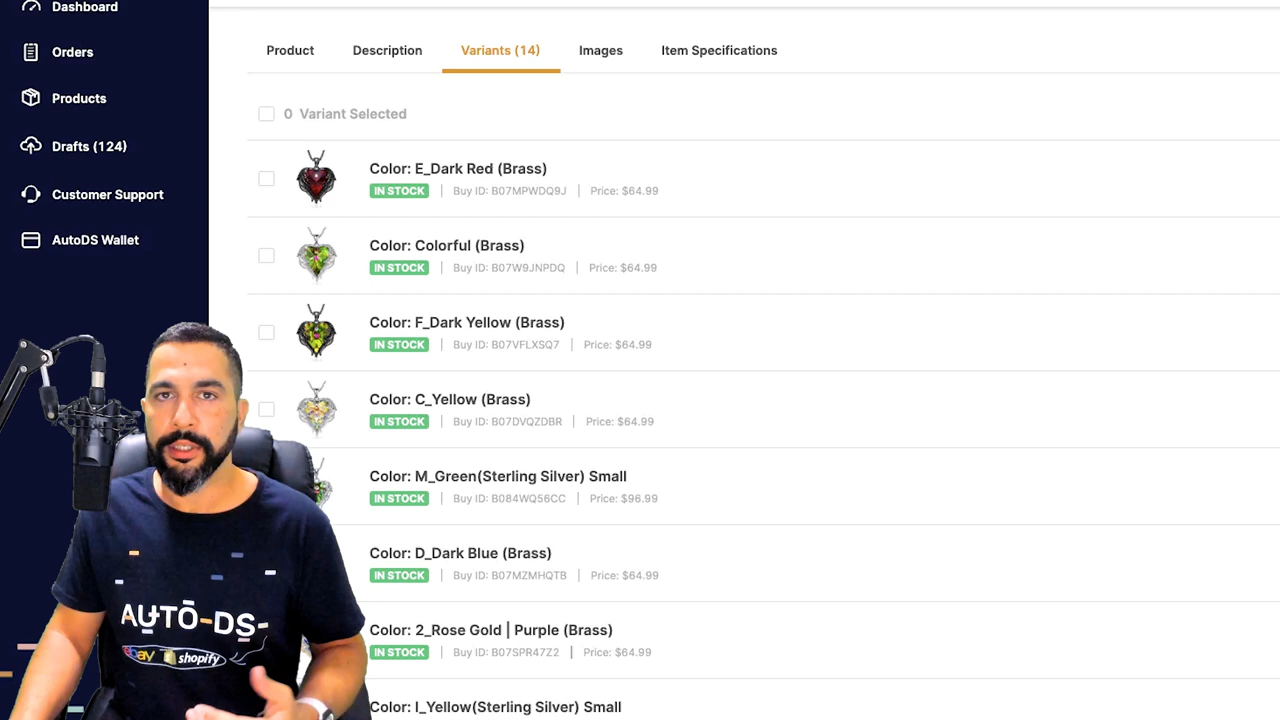 Dashboard
Orders
Products
Drafts (124)
Customer Support
AutoDS Wallet
Product Description Variants (14) Images Item Specifications
0 Variant Selected
Color: E_Dark Red (Brass)
IN STOCK | Buy ID: B07MPWDQ9J | Price: $64.99
Color: Colorful (Brass)
IN STOCK | Buy ID: B07W9JNPDQ | Price: $64.99
Color: F_Dark Yellow (Brass)
IN STOCK | Buy ID: B07VFLXSQ7 | Price: $64.99
Color: C_Yellow (Brass)
IN STOCK | Buy ID: B07DVQZDBR | Price: $64.99
Color: M_Green(Sterling Silver) Small
IN STOCK | Buy ID: B084WQ56CC | Price: $96.99
Color: D_Dark Blue (Brass)
IN STOCK | Buy ID: B07MZMHQTB | Price: $64.99
Color: 2_Rose Gold | Purple (Brass)
IN STOCK | Buy ID: B07SPR47Z2 | Price: $64.99
Color: I_Yellow(Sterling Silver) Small
AUTO-DS-
ebay shopify